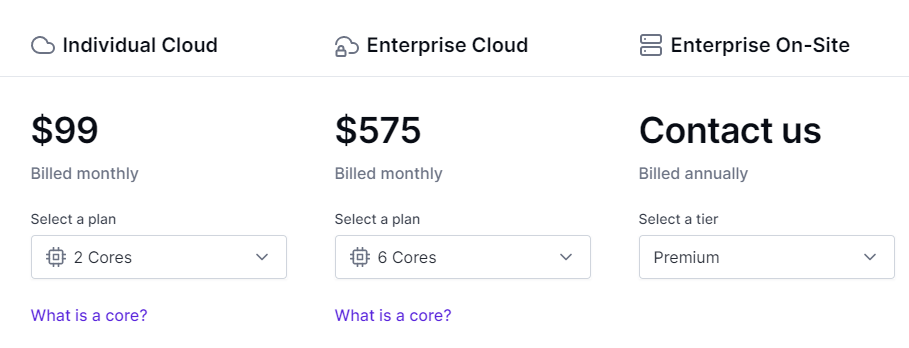 Individual Cloud
Enterprise Cloud
Enterprise On-Site
$99
$575
Contact us
Billed monthly
Billed monthly
Billed annually
Select a plan
Select a plan
Select a tier
2 Cores
6 Cores
Premium
What is a core?
What is a core?